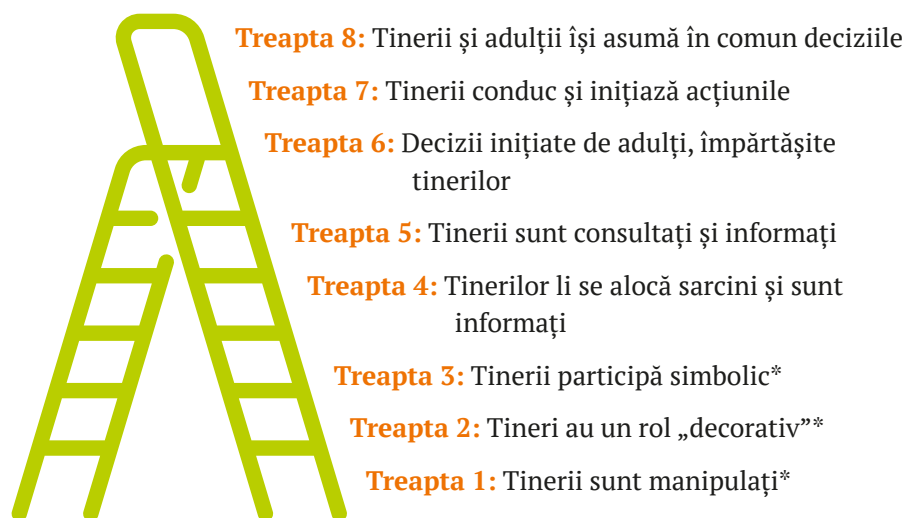 Treapta 8: Tinerii și adulții își asumă în comun deciziile
Treapta 7: Tinerii conduc și inițiază acțiunile
Treapta 6: Decizii inițiate de adulți, împărtășite
tinerilor
Treapta 5: Tinerii sunt consultați și informați
Treapta 4: Tinerilor li se alocă sarcini și sunt
informați
Treapta 3: Tinerii participă simbolic*
Treapta 2: Tineri au un rol „decorativ”*
Treapta 1: Tinerii sunt manipulați*